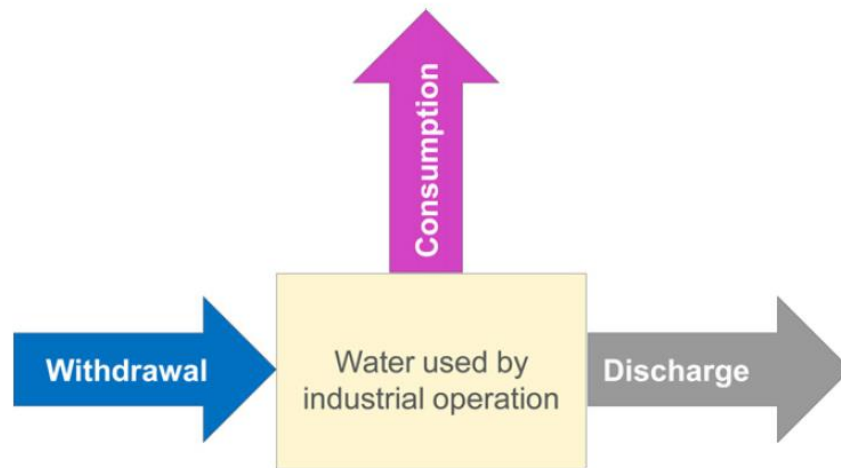 Consumption
Withdrawal
Water used by
industrial operation
Discharge